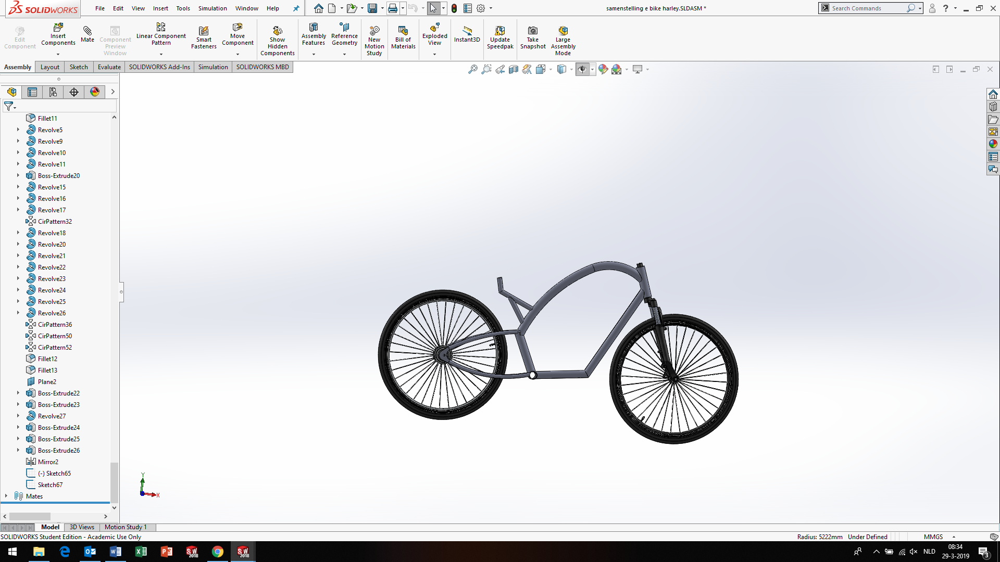 SOLIDWORKS
File Edit View Insert Tools Simulation Window Help
samenstelling e bike harley.SLDASM *
Search Commands
?
Edit Component
Insert Components
Mate
Component Preview Window
Linear Component Pattern
Smart Fasteners
Move Component
Show Hidden Components
Assembly Features
Reference Geometry
New Motion Study
Bill of Materials
Exploded View
Instant3D
Update Speedpak
Take Snapshot
Large Assembly Mode
Assembly Layout Sketch Evaluate SOLIDWORKS Add-Ins Simulation SOLIDWORKS MBD
Fillet11
Revolve5
Revolve9
Revolve10
Revolve11
Boss-Extrude20
Revolve15
Revolve16
Revolve17
CirPattern32
Revolve18
Revolve20
Revolve21
Revolve22
Revolve23
Revolve24
Revolve25
Revolve26
CirPattern36
CirPattern50
CirPattern52
Fillet12
Fillet13
Plane2
Boss-Extrude22
Boss-Extrude23
Revolve27
Boss-Extrude24
Boss-Extrude25
Boss-Extrude26
Mirror2
(-) Sketch65
Sketch67
Mates
Y
X
Model 3D Views Motion Study 1
SOLIDWORKS Student Edition - Academic Use Only
Radius: 5222mm Under Defined MMGS
SW 2018
SW 2018
NLD
08:34
29-3-2019
3